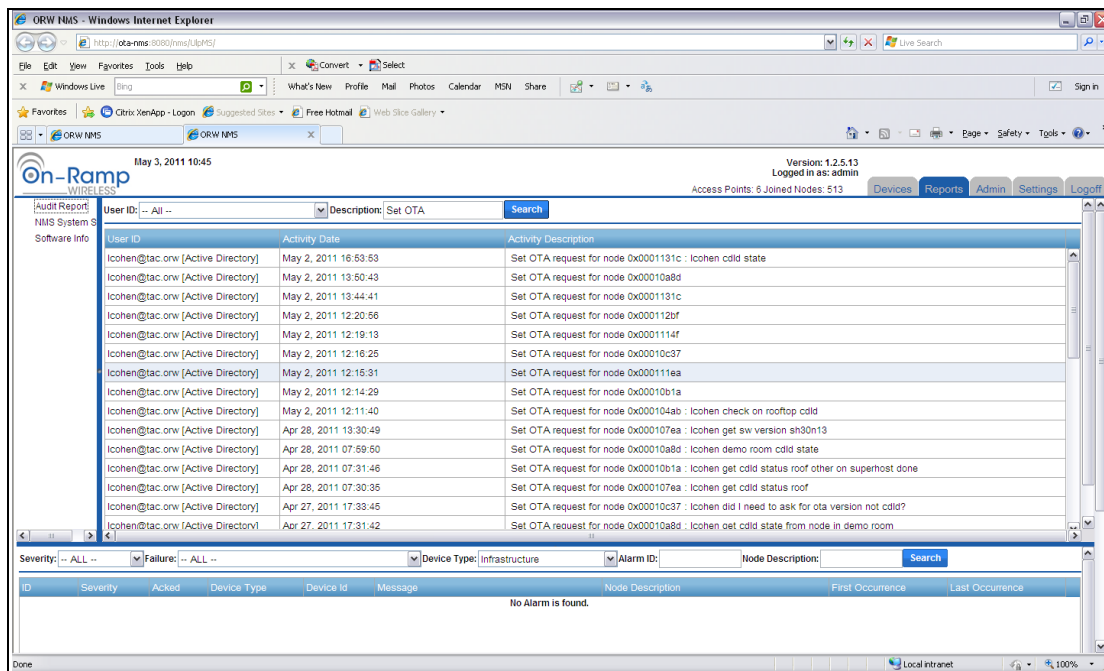 ORW NMS - Windows Internet Explorer
http://ota-nms:8080/nms/UlpMS/
Live Search
File Edit View Favorites Tools Help
x Convert Select
x Windows Live Bing What's New Profile Mail Photos Calendar MSN Share Sign in
Favorites Citrix XenApp - Logon Suggested Sites Free Hotmail Web Slice Gallery
ORW NMS ORW NMS x Page Safety Tools
On-Ramp WIRELESS
May 3, 2011 10:45
Version: 1.2.5.13
Logged in as: admin
Access Points: 6 Joined Nodes: 513 Devices Reports Admin Settings Logoff
Audit Report
NMS System S
Software Info
User ID: -- All -- Description: Set OTA Search
User ID Activity Date Activity Description
lcohen@tac.orw [Active Directory] May 2, 2011 16:53:53 Set OTA request for node 0x0001131c : lcohen cdld state
lcohen@tac.orw [Active Directory] May 2, 2011 13:50:43 Set OTA request for node 0x00010a8d
lcohen@tac.orw [Active Directory] May 2, 2011 13:44:41 Set OTA request for node 0x0001131c
lcohen@tac.orw [Active Directory] May 2, 2011 12:20:56 Set OTA request for node 0x000112bf
lcohen@tac.orw [Active Directory] May 2, 2011 12:19:13 Set OTA request for node 0x0001114f
lcohen@tac.orw [Active Directory] May 2, 2011 12:16:25 Set OTA request for node 0x00010c37
lcohen@tac.orw [Active Directory] May 2, 2011 12:15:31 Set OTA request for node 0x000111ea
lcohen@tac.orw [Active Directory] May 2, 2011 12:14:29 Set OTA request for node 0x00010b1a
lcohen@tac.orw [Active Directory] May 2, 2011 12:11:40 Set OTA request for node 0x000104ab : lcohen check on rooftop cdld
lcohen@tac.orw [Active Directory] Apr 28, 2011 13:30:49 Set OTA request for node 0x000107ea : lcohen get sw version sh30n13
lcohen@tac.orw [Active Directory] Apr 28, 2011 07:59:50 Set OTA request for node 0x00010a8d : lcohen demo room cdld state
lcohen@tac.orw [Active Directory] Apr 28, 2011 07:31:46 Set OTA request for node 0x00010b1a : lcohen get cdld status roof other on superhost done
lcohen@tac.orw [Active Directory] Apr 28, 2011 07:30:35 Set OTA request for node 0x000107ea : lcohen get cdld status roof
lcohen@tac.orw [Active Directory] Apr 27, 2011 17:33:45 Set OTA request for node 0x00010c37 : lcohen did I need to ask for ota version not cdld?
lcohen@tac.orw [Active Directory] Apr 27, 2011 17:31:42 Set OTA request for node 0x00010a8d : lcohen get cdld state from node in demo room
Severity: -- ALL -- Failure: -- ALL -- Device Type: Infrastructure Alarm ID: Node Description: Search
ID Severity Acked Device Type Device Id Message Node Description First Occurrence Last Occurrence
No Alarm is found.
Done Local intranet 100%